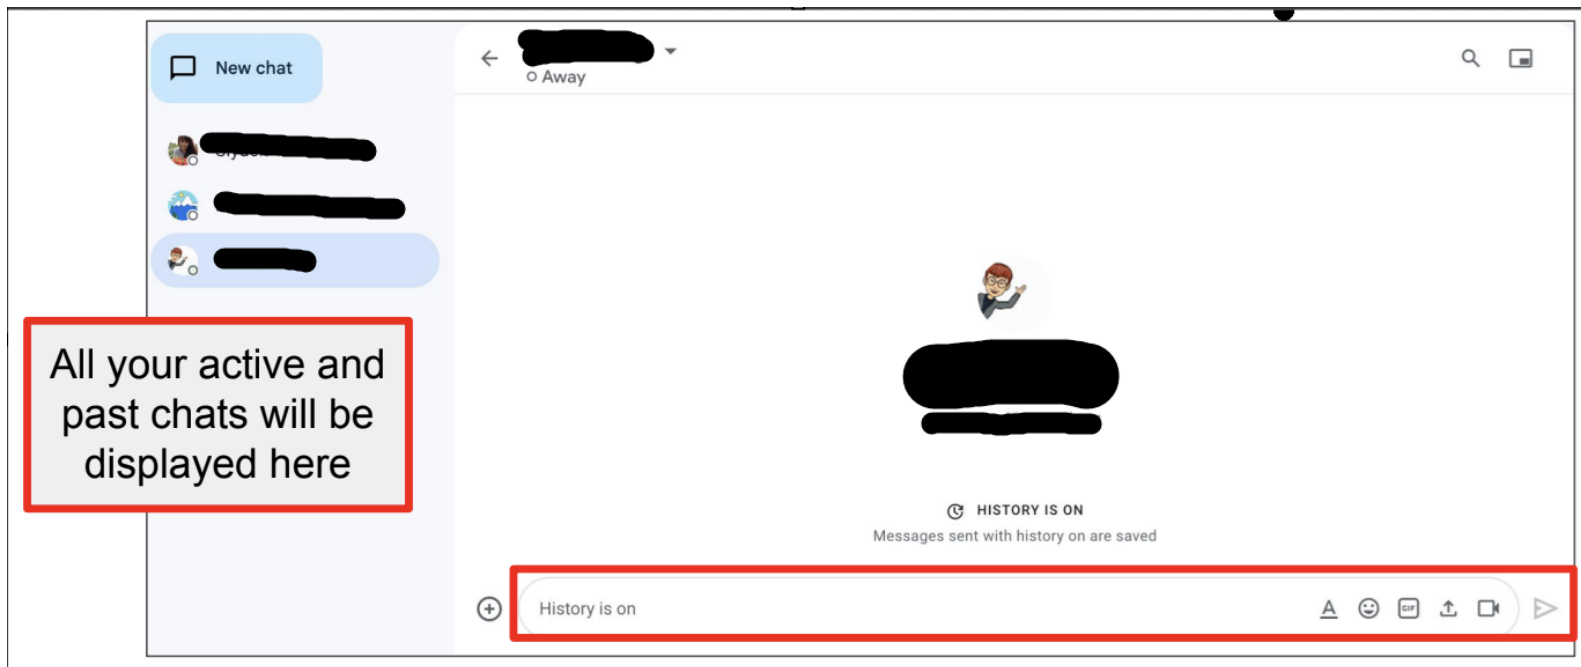 New chat
Away
All your active and
past chats will be
displayed here
HISTORY IS ON
Messages sent with history on are saved
History is on
A
GIF